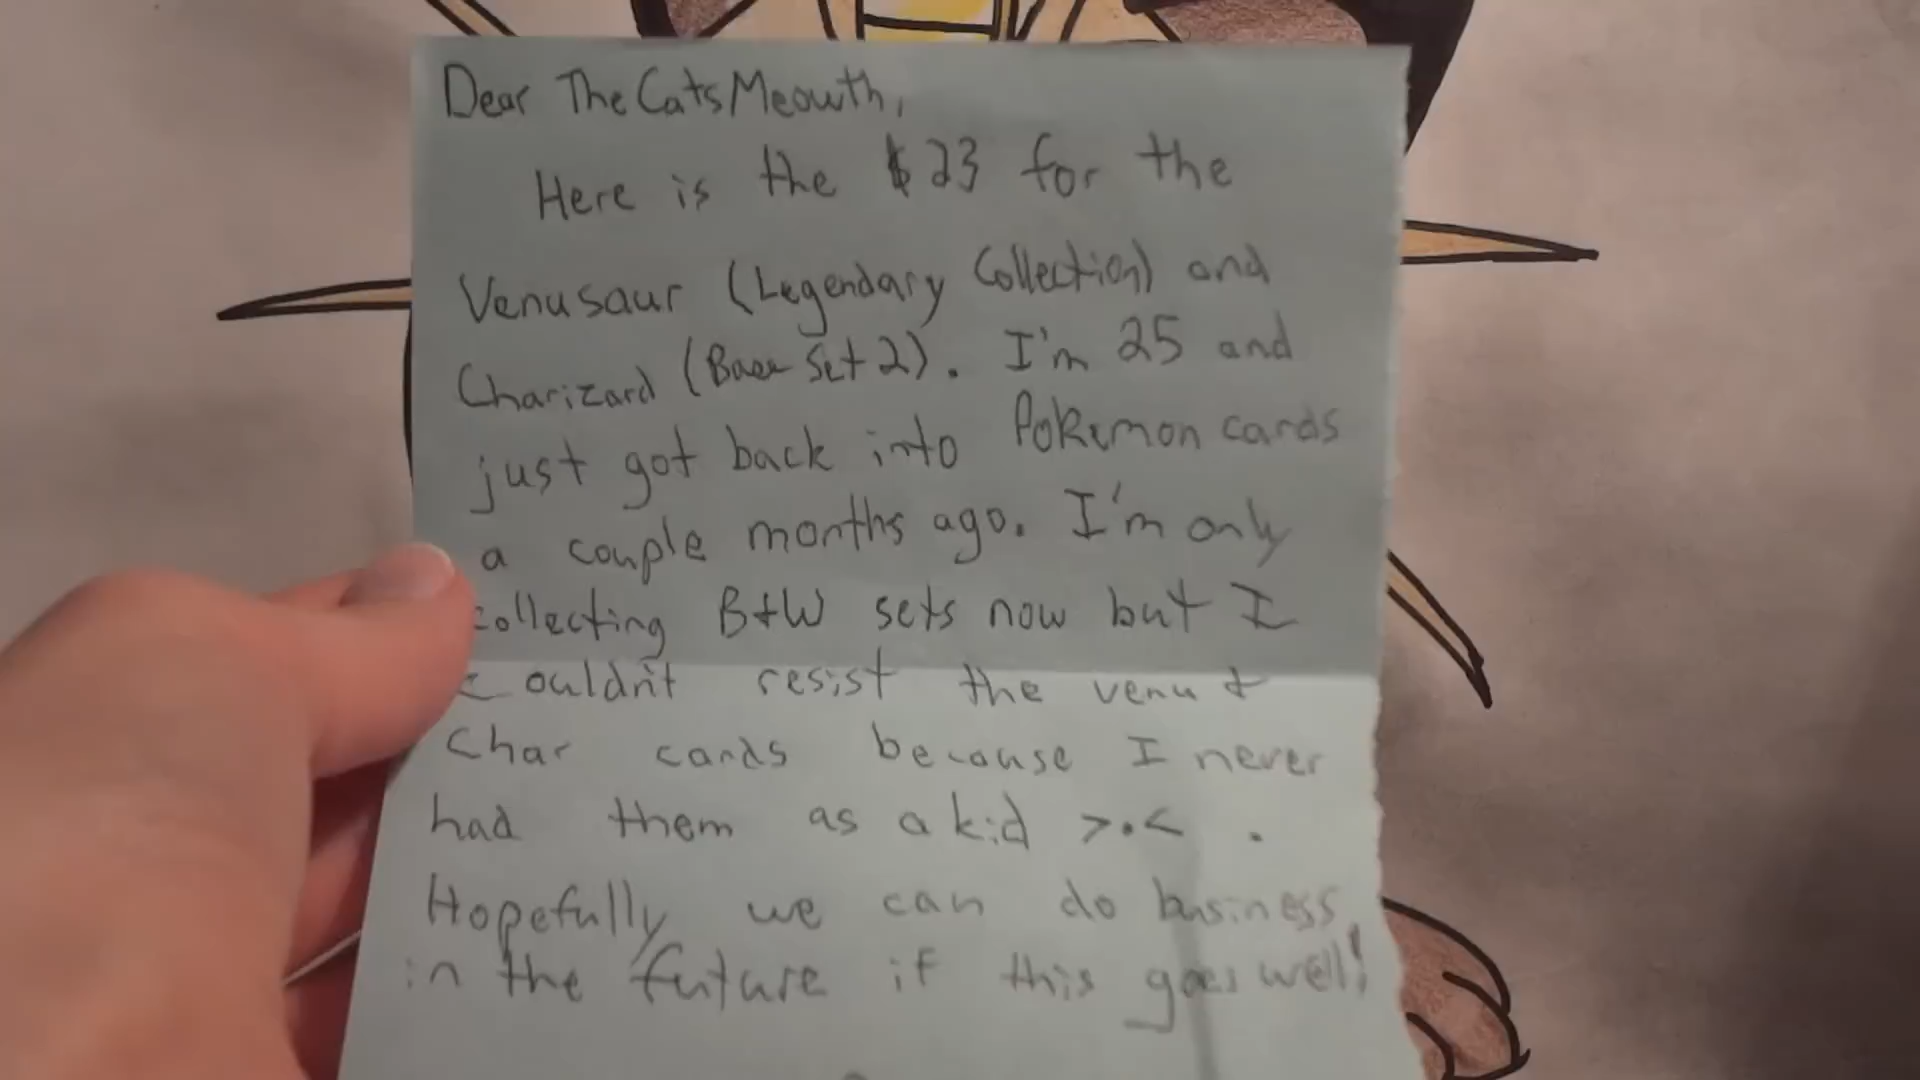 Dear The Cats Meowth,
Here is the $23 for the
Venusaur (Legendary Collection) and
Charizard (Base Set 2). I'm 25 and
just got back into Pokemon cards
a couple months ago. I'm only
collecting B+W sets now but I
couldn't resist the venu +
Char cards because I never
had them as a kid >.< .
Hopefully we can do business
in the future if this goes well!